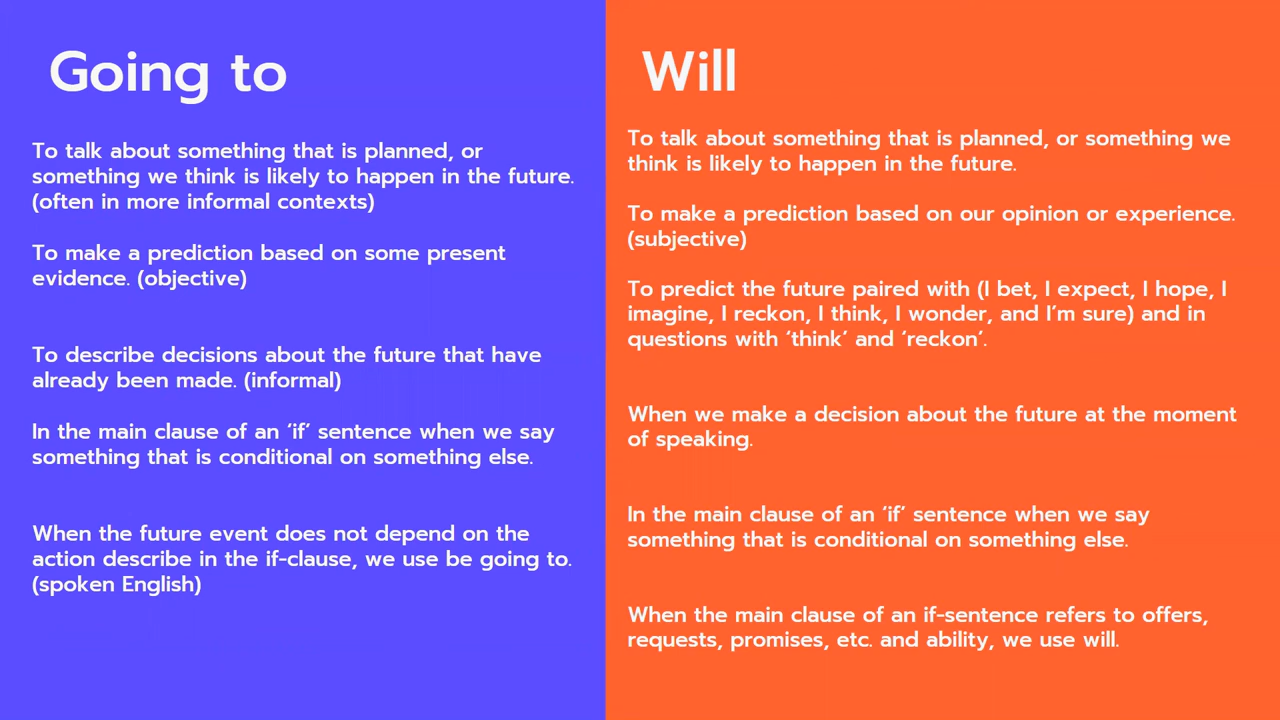 Going to
To talk about something that is planned, or
something we think is likely to happen in the future.
(often in more informal contexts)
To make a prediction based on some present
evidence. (objective)
To describe decisions about the future that have
already been made. (informal)
In the main clause of an ‘if’ sentence when we say
something that is conditional on something else.
When the future event does not depend on the
action describe in the if-clause, we use be going to.
(spoken English)
Will
To talk about something that is planned, or something we
think is likely to happen in the future.
To make a prediction based on our opinion or experience.
(subjective)
To predict the future paired with (I bet, I expect, I hope, I
imagine, I reckon, I think, I wonder, and I’m sure) and in
questions with ‘think’ and ‘reckon’.
When we make a decision about the future at the moment
of speaking.
In the main clause of an ‘if’ sentence when we say
something that is conditional on something else.
When the main clause of an if-sentence refers to offers,
requests, promises, etc. and ability, we use will.